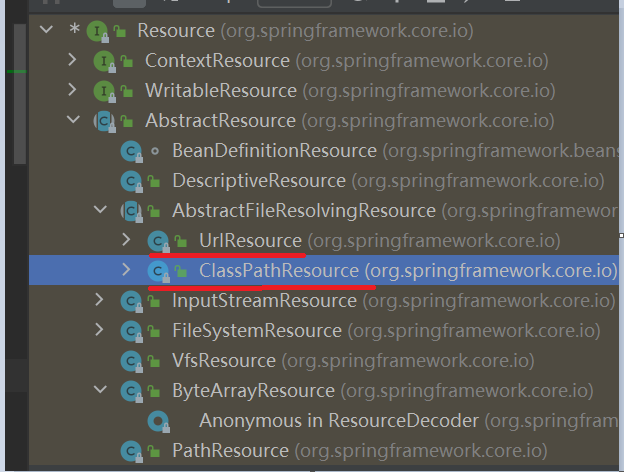 Resource (org.springframework.core.io)
ContextResource (org.springframework.core.io)
WritableResource (org.springframework.core.io)
AbstractResource (org.springframework.core.io)
BeanDefinitionResource (org.springframework.beans
DescriptiveResource (org.springframework.core.io)
AbstractFileResolvingResource (org.springframework.cor
UrlResource (org.springframework.core.io)
ClassPathResource (org.springframework.core.io)
InputStreamResource (org.springframework.core.io)
FileSystemResource (org.springframework.core.io)
VfsResource (org.springframework.core.io)
ByteArrayResource (org.springframework.core.io)
Anonymous in ResourceDecoder (org.springfram
PathResource (org.springframework.core.io)